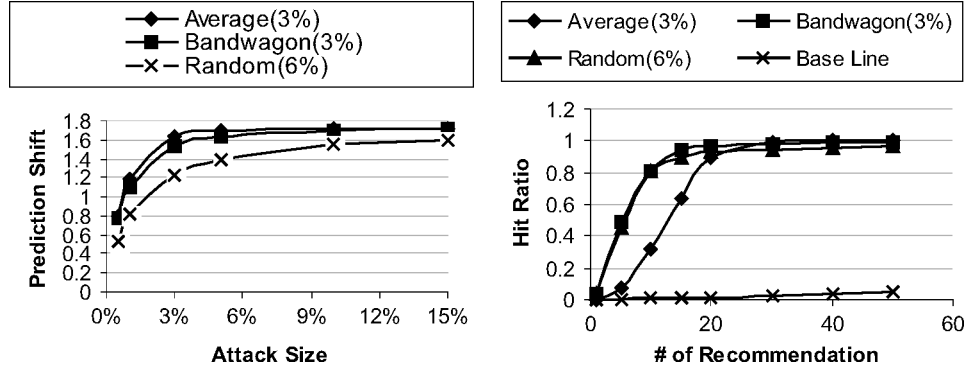 Average(3%)
Bandwagon(3%)
Random(6%)
Prediction Shift
1.8
1.6
1.4
1.2
1
0.8
0.6
0.4
0.2
0
0% 3% 6% 9% 12% 15%
Attack Size
Average(3%) Bandwagon(3%)
Random(6%) Base Line
Hit Ratio
1.2
1
0.8
0.6
0.4
0.2
0
0 20 40 60
# of Recommendation